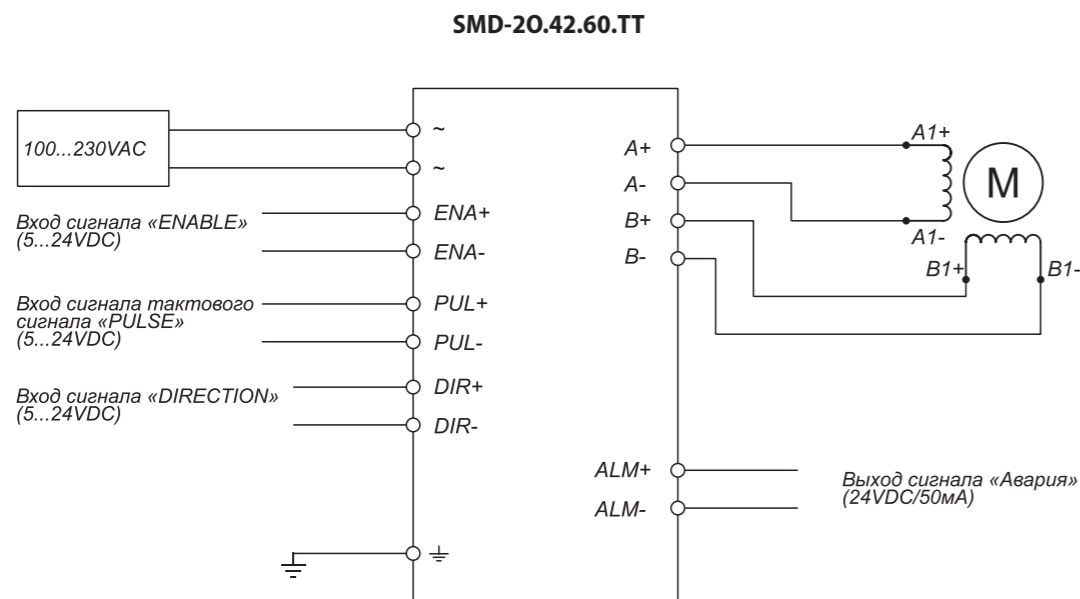 SMD-2O.42.60.TT
100...230VAC
~
~
Вход сигнала «ENABLE»
(5...24VDC)
ENA+
ENA-
Вход сигнала тактового
сигнала «PULSE»
(5...24VDC)
PUL+
PUL-
Вход сигнала «DIRECTION»
(5...24VDC)
DIR+
DIR-
A+
A-
B+
B-
A1+
A1-
M
B1+
B1-
ALM+
ALM-
Выход сигнала «Авария»
(24VDC/50мА)